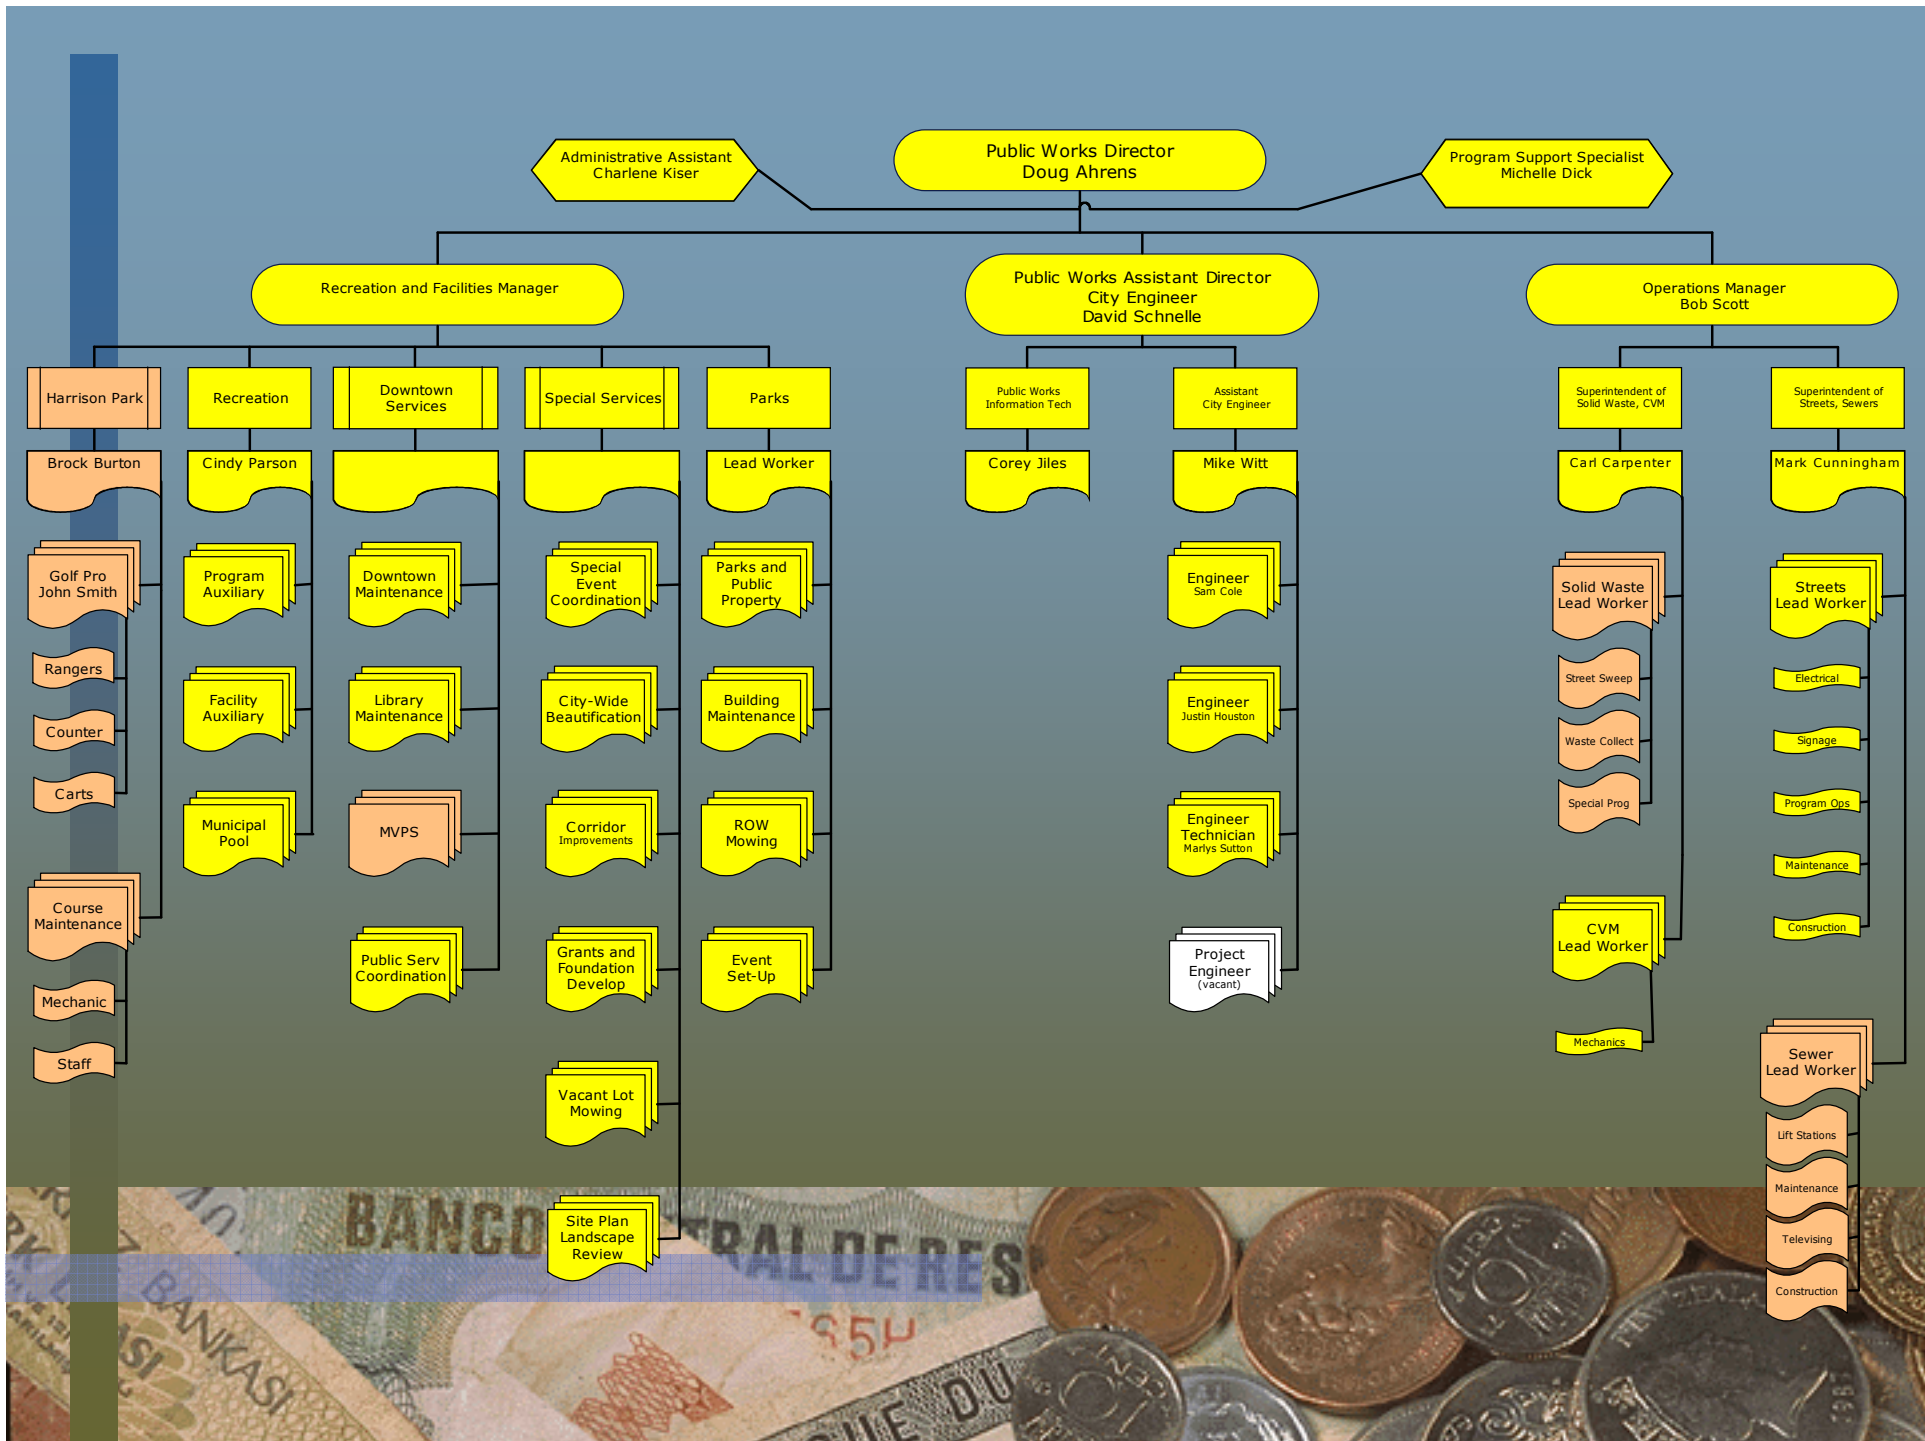 Administrative Assistant
Charlene Kiser
Public Works Director
Doug Ahrens
Program Support Specialist
Michelle Dick
Recreation and Facilities Manager
Public Works Assistant Director
City Engineer
David Schnelle
Operations Manager
Bob Scott
Harrison Park
Recreation
Downtown
Services
Special Services
Parks
Public Works
Information Tech
Assistant
City Engineer
Superintendent of
Solid Waste, CVM
Superintendent of
Streets, Sewers
Brock Burton
Cindy Parson
Lead Worker
Corey Jiles
Mike Witt
Carl Carpenter
Mark Cunningham
Golf Pro
John Smith
Rangers
Counter
Carts
Course
Maintenance
Mechanic
Staff
Program
Auxiliary
Facility
Auxiliary
Municipal
Pool
Downtown
Maintenance
Library
Maintenance
MVPS
Public Serv
Coordination
Special
Event
Coordination
City-Wide
Beautification
Corridor
Improvements
Grants and
Foundation
Develop
Vacant Lot
Mowing
Site Plan
Landscape
Review
Parks and
Public
Property
Building
Maintenance
ROW
Mowing
Event
Set-Up
Engineer
Sam Cole
Engineer
Justin Houston
Engineer
Technician
Marlys Sutton
Project
Engineer
(vacant)
Solid Waste
Lead Worker
Street Sweep
Waste Collect
Special Prog
CVM
Lead Worker
Mechanics
Streets
Lead Worker
Electrical
Signage
Program Ops
Maintenance
Consruction
Sewer
Lead Worker
Lift Stations
Maintenance
Televising
Construction
BANCO
RAL DE RES
BANKASI